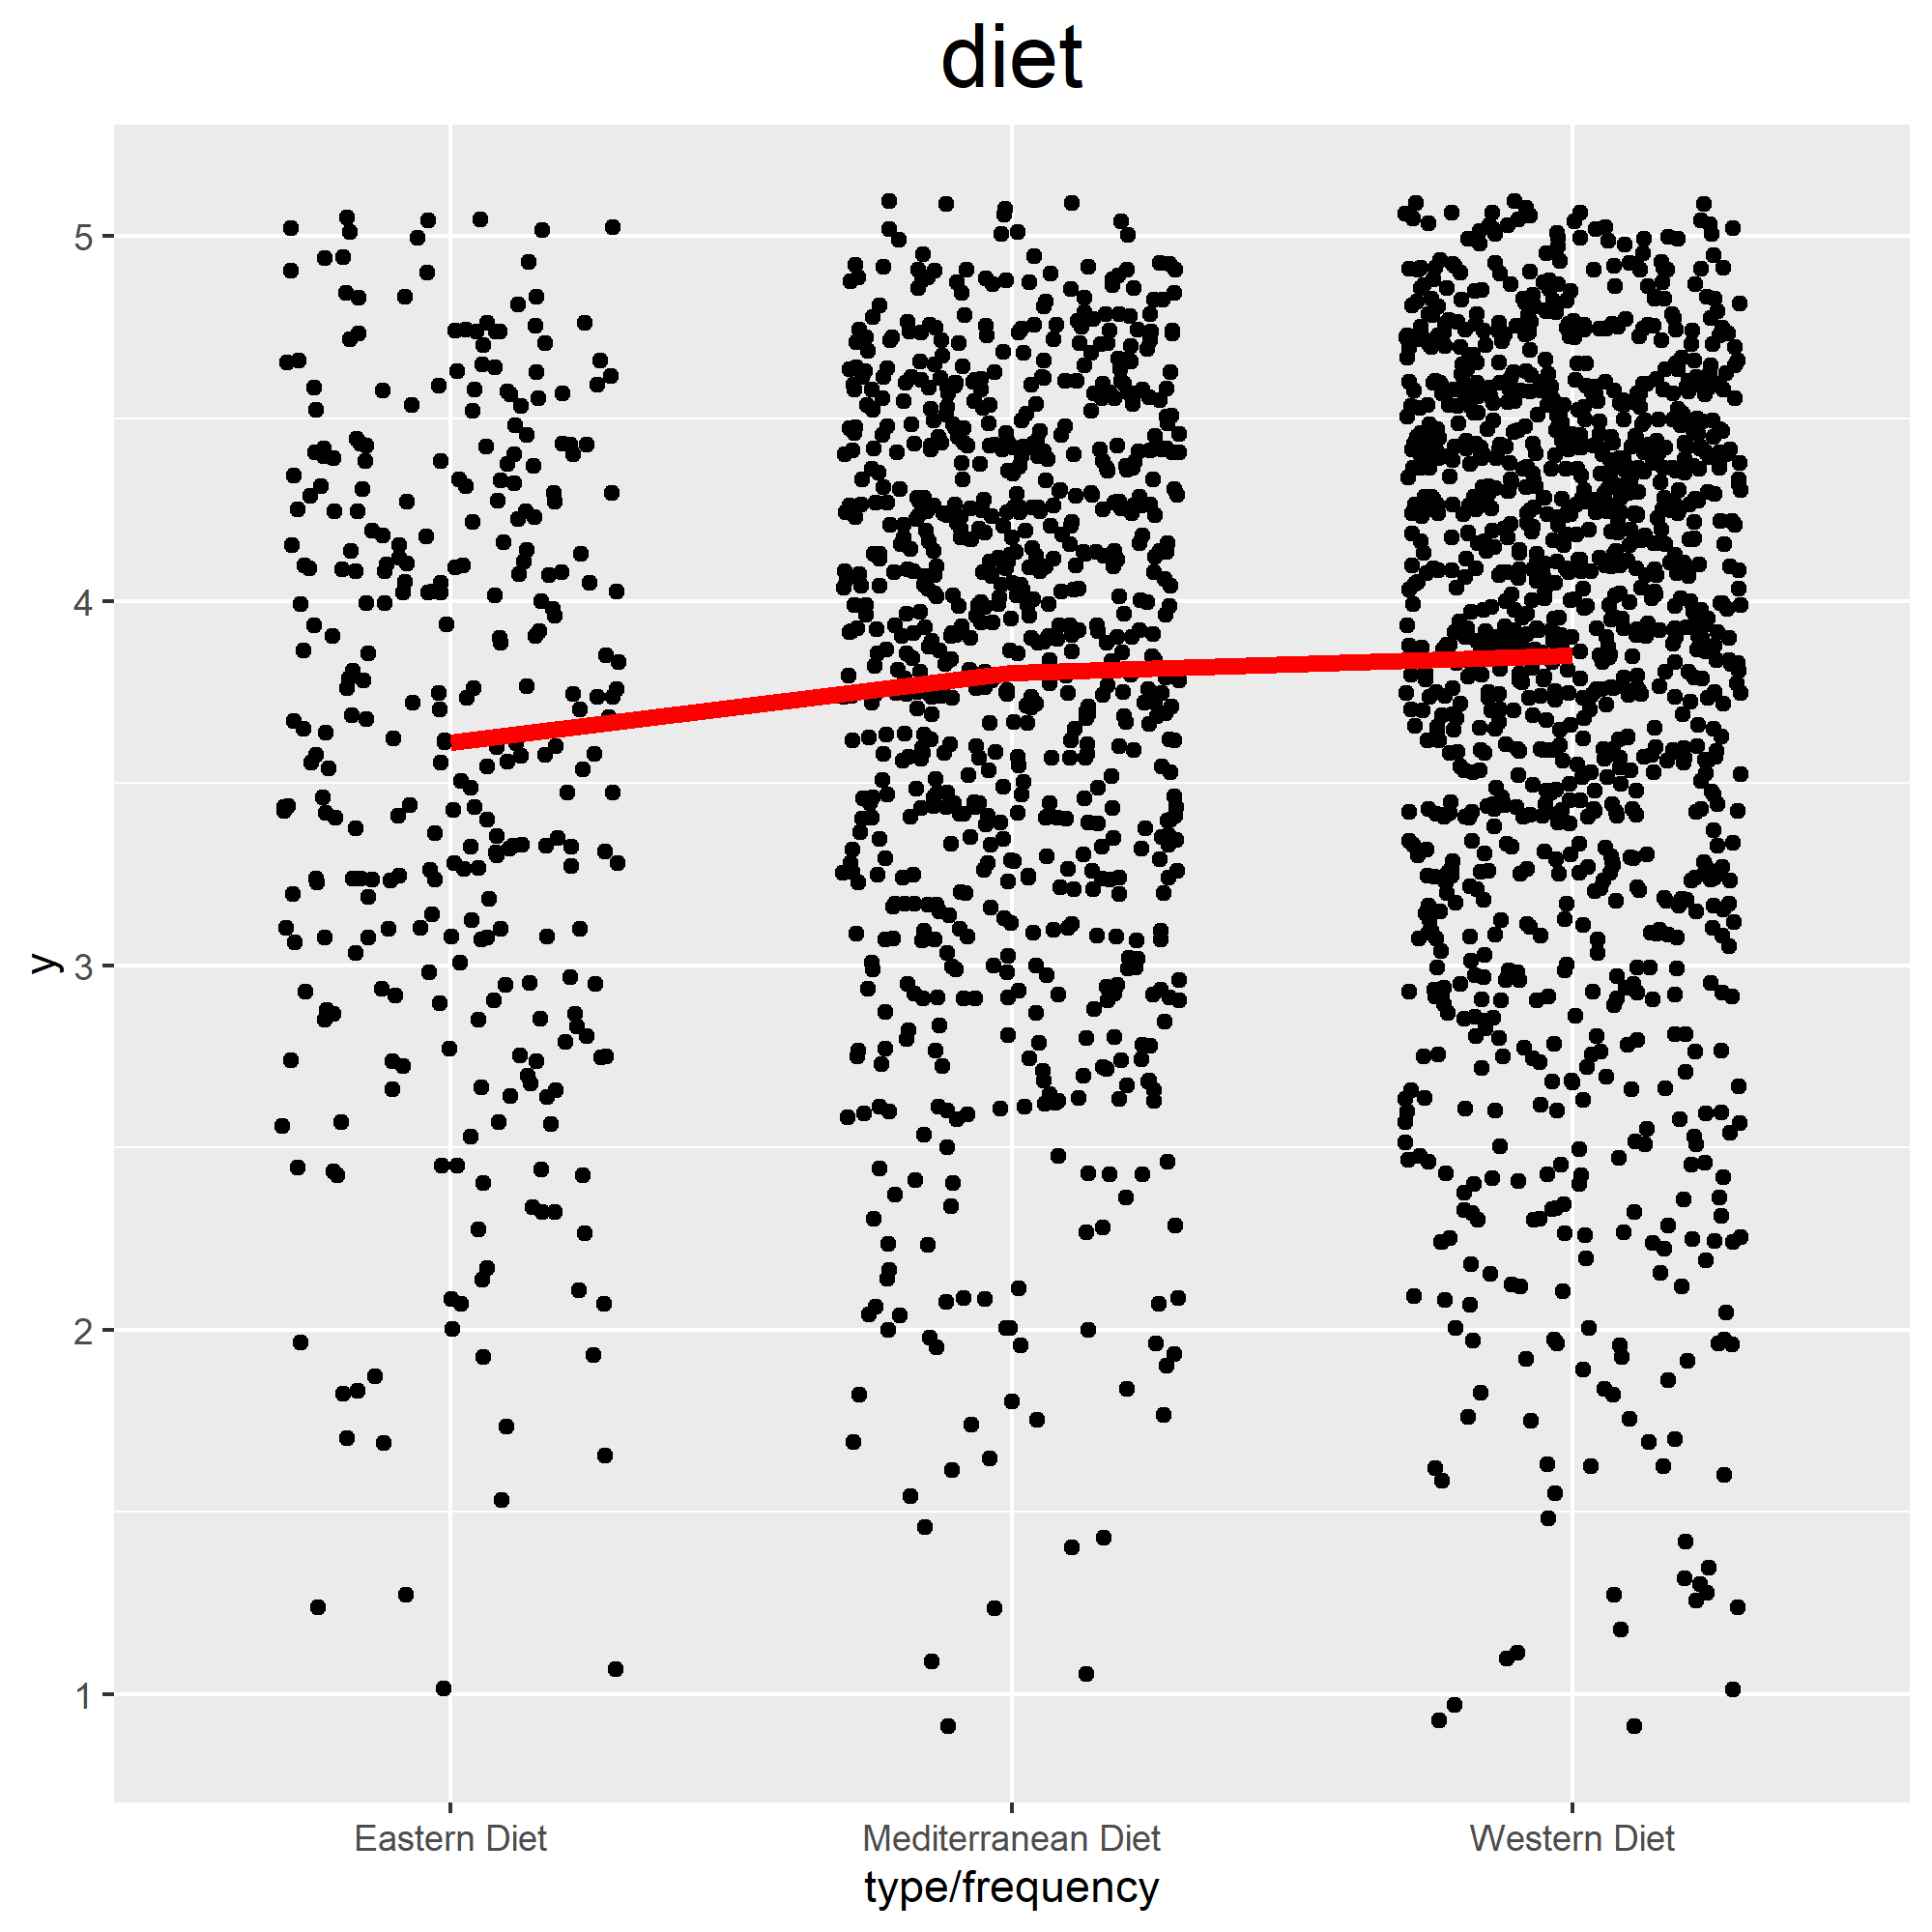 diet
y
5
4
3
2
1
Eastern Diet
Mediterranean Diet
Western Diet
type/frequency